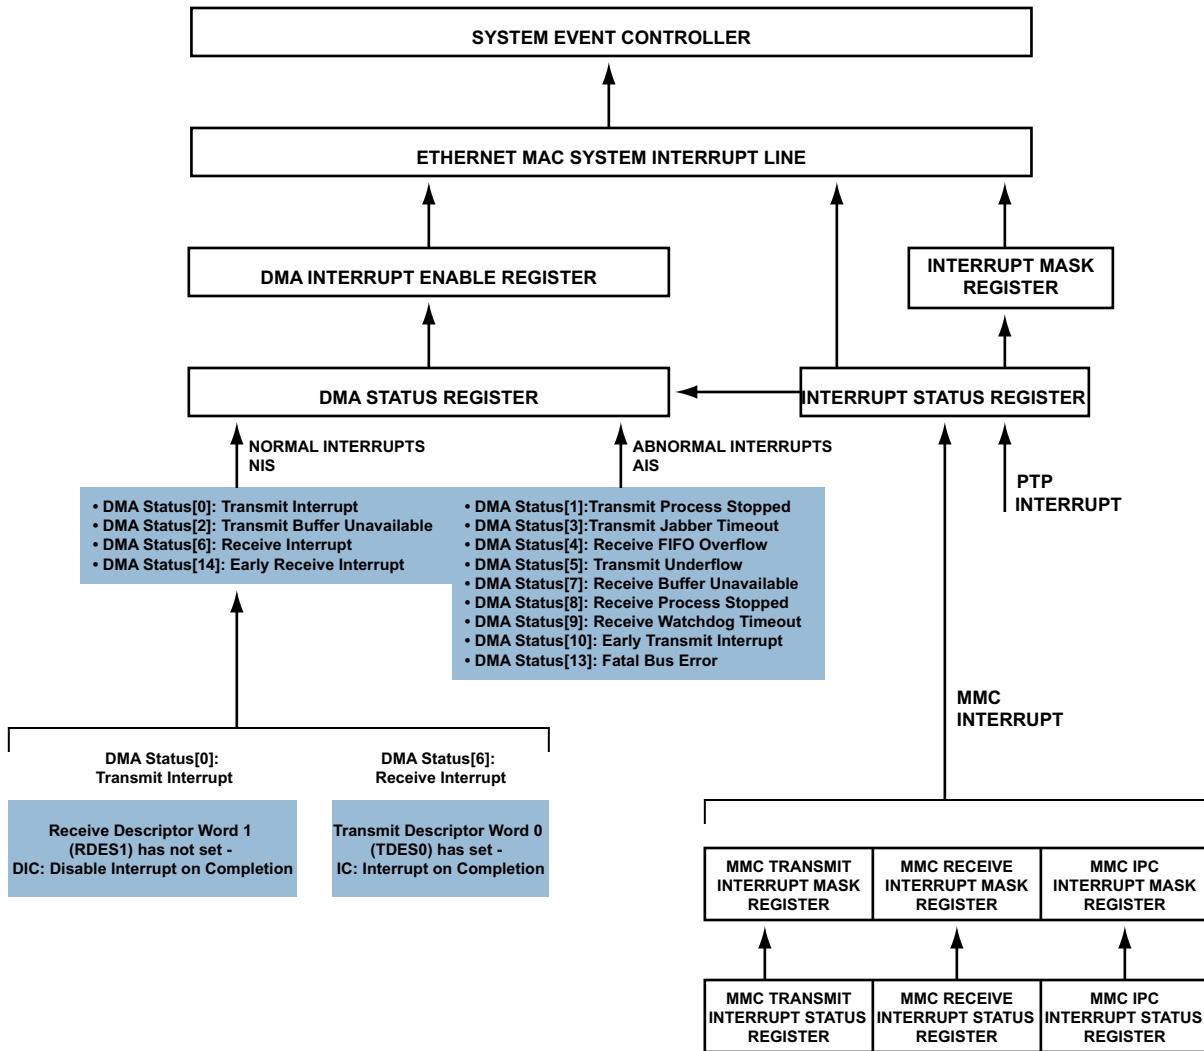 SYSTEM EVENT CONTROLLER
ETHERNET MAC SYSTEM INTERRUPT LINE
DMA INTERRUPT ENABLE REGISTER
INTERRUPT MASK
REGISTER
DMA STATUS REGISTER
INTERRUPT STATUS REGISTER
NORMAL INTERRUPTS
NIS
ABNORMAL INTERRUPTS
AIS
PTP
INTERRUPT
• DMA Status[0]: Transmit Interrupt
• DMA Status[2]: Transmit Buffer Unavailable
• DMA Status[6]: Receive Interrupt
• DMA Status[14]: Early Receive Interrupt
• DMA Status[1]:Transmit Process Stopped
• DMA Status[3]:Transmit Jabber Timeout
• DMA Status[4]: Receive FIFO Overflow
• DMA Status[5]: Transmit Underflow
• DMA Status[7]: Receive Buffer Unavailable
• DMA Status[8]: Receive Process Stopped
• DMA Status[9]: Receive Watchdog Timeout
• DMA Status[10]: Early Transmit Interrupt
• DMA Status[13]: Fatal Bus Error
MMC
INTERRUPT
DMA Status[0]:
Transmit Interrupt
DMA Status[6]:
Receive Interrupt
Receive Descriptor Word 1
(RDES1) has not set -
DIC: Disable Interrupt on Completion
Transmit Descriptor Word 0
(TDES0) has set -
IC: Interrupt on Completion
MMC TRANSMIT
INTERRUPT MASK
REGISTER
MMC RECEIVE
INTERRUPT MASK
REGISTER
MMC IPC
INTERRUPT MASK
REGISTER
MMC TRANSMIT
INTERRUPT STATUS
REGISTER
MMC RECEIVE
INTERRUPT STATUS
REGISTER
MMC IPC
INTERRUPT STATUS
REGISTER